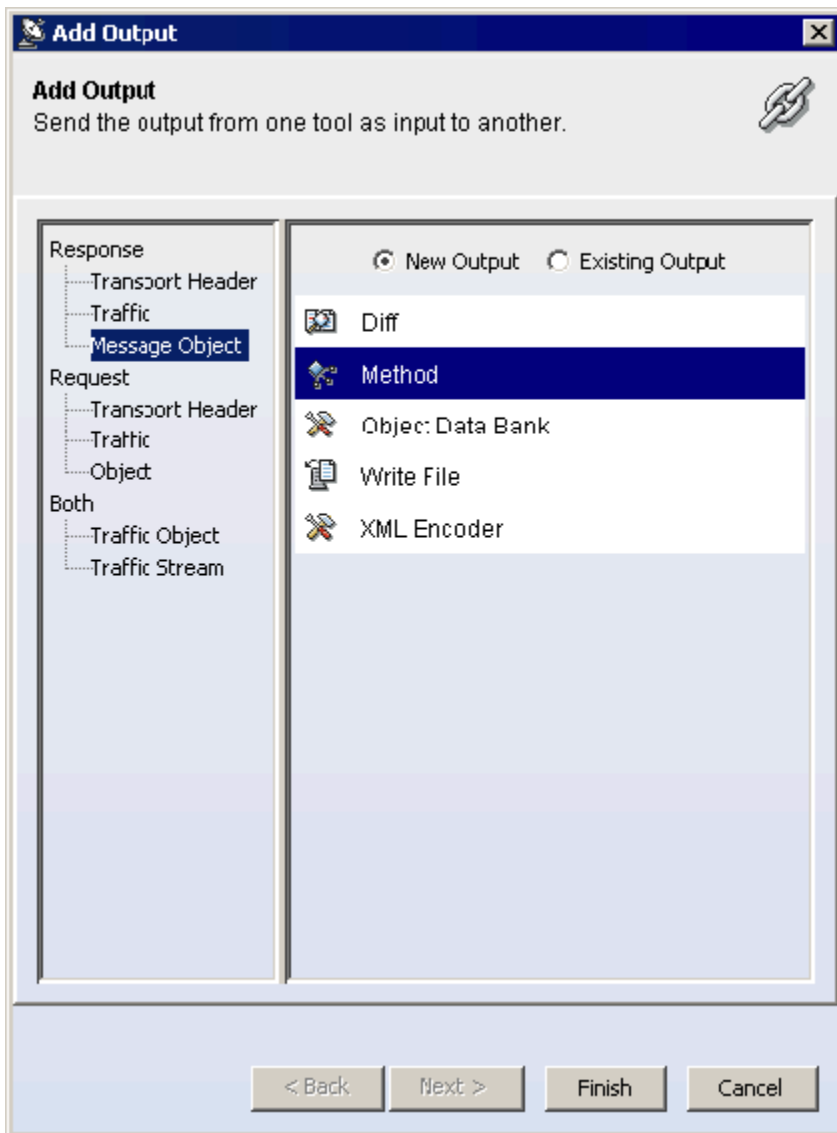 Add Output
Add Output
Send the output from one tool as input to another.
Response
Transport Header
Traffic
Message Object
Request
Transport Header
Traffic
Object
Both
Traffic Object
Traffic Stream
New Output
Existing Output
Diff
Method
Object Data Bank
Write File
XML Encoder
< Back
Next >
Finish
Cancel